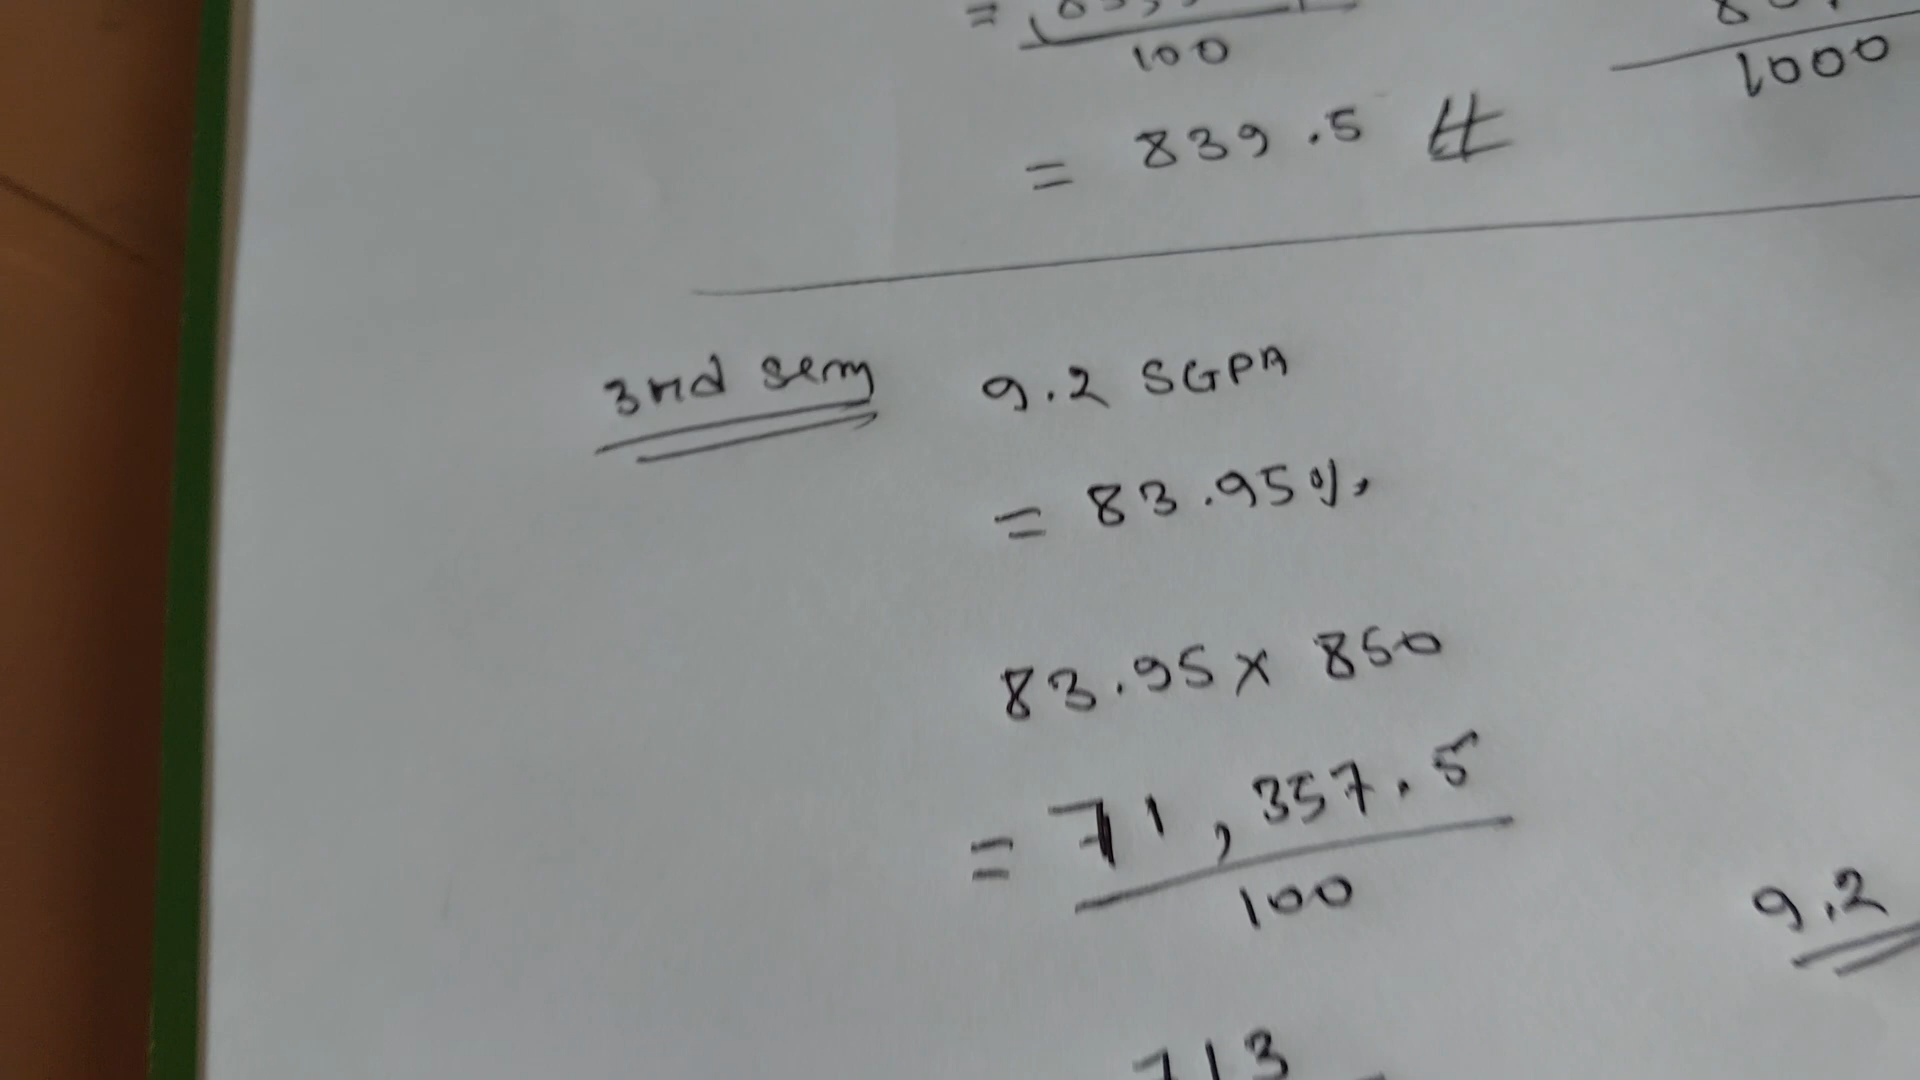 100
1000
= 839.5 #
3nd sem 9.2 SGPA
= 83.95%
83.95 x 850
= 71,357.5
100
9.2
713